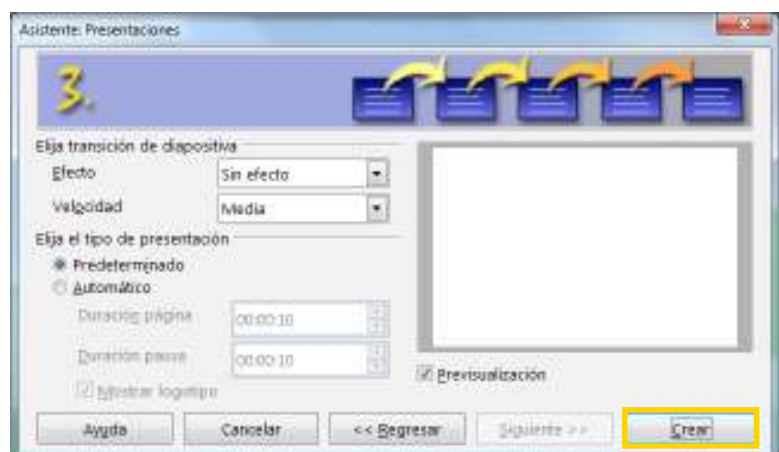 Asistente: Presentaciones
3.
Elija transición de diapositiva
Efecto Sin efecto
Velocidad Media
Elija el tipo de presentación
Predeterminado
Automático
Duración página 00:00:10
Duración pausa 00:00:10
Mostrar logotipo
Previsualización
Ayuda Cancelar << Regresar Siguiente >> Crear